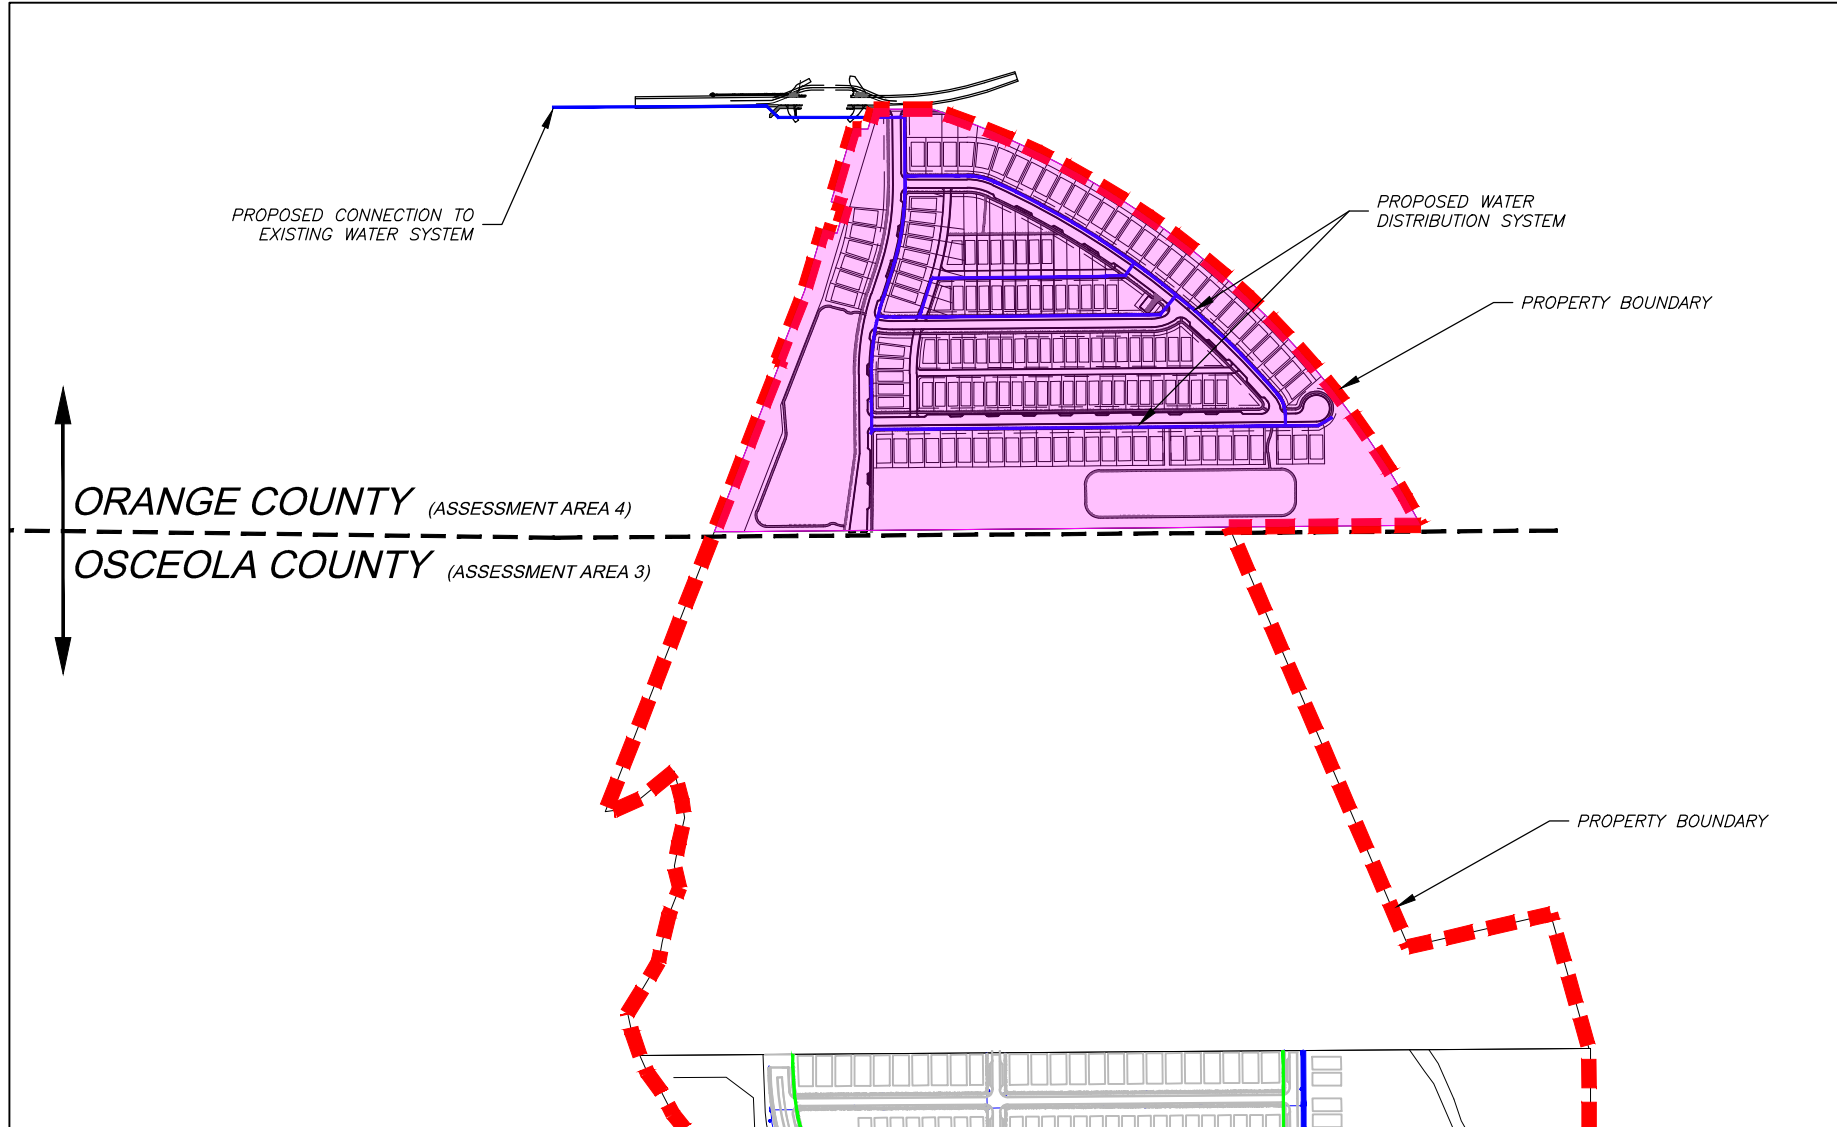 PROPOSED CONNECTION TO
EXISTING WATER SYSTEM
PROPOSED WATER
DISTRIBUTION SYSTEM
PROPERTY BOUNDARY
ORANGE COUNTY (ASSESSMENT AREA 4)
OSCEOLA COUNTY (ASSESSMENT AREA 3)
PROPERTY BOUNDARY